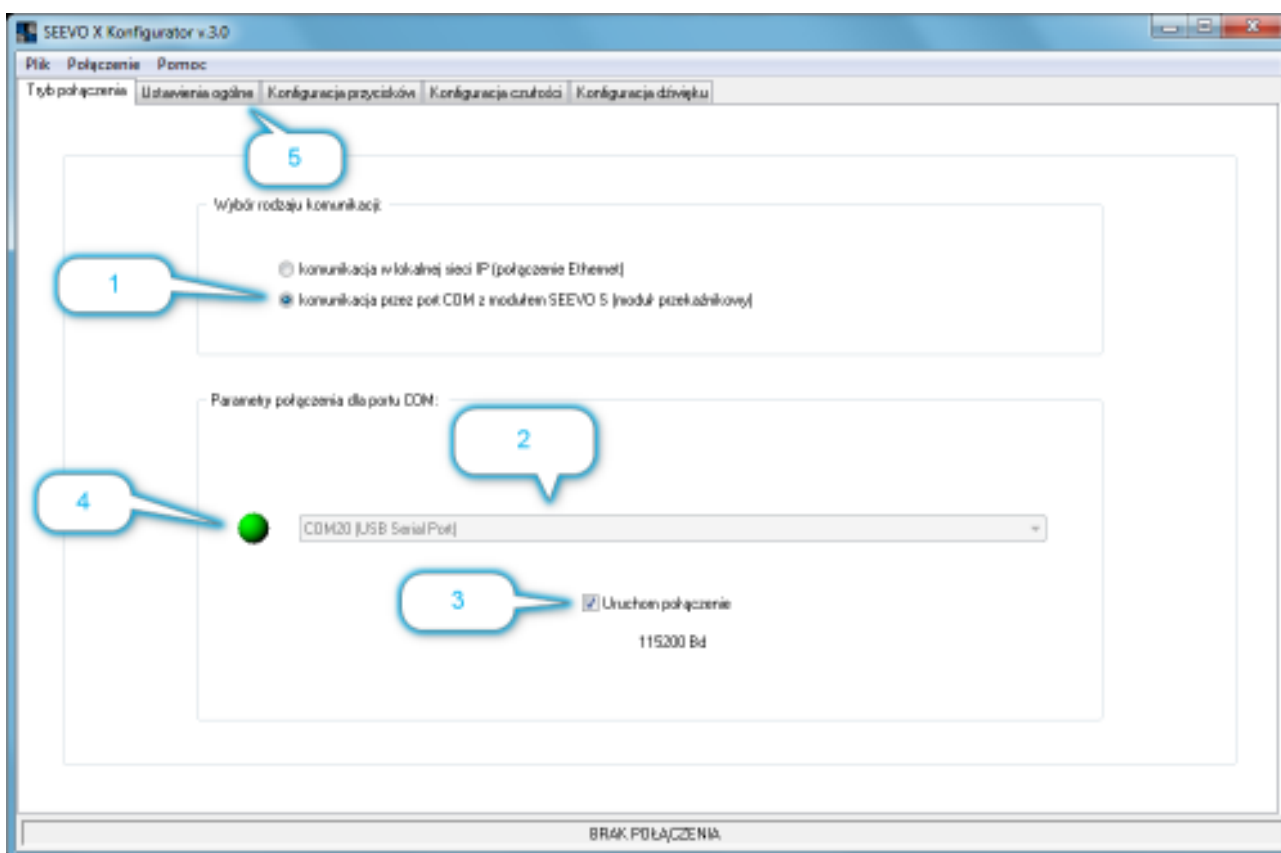 SEEVO X Konfigurator v.3.0
Plik Połączenie Pomoc
Tryb połączenia Ustawienia ogólne Konfiguracja przycisków Konfiguracja czułości Konfiguracja dźwięku
5
Wybór rodzaju komunikacji:
komunikacja w lokalnej sieci IP (połączenie Ethernet)
1
komunikacja przez port COM z modułem SEEVO S (moduł przekaźnikowy)
Parametry połączenia dla portu COM:
2
4
COM20 (USB Serial Port)
3
Uruchom połączenie
115200 Bd
BRAK POŁĄCZENIA